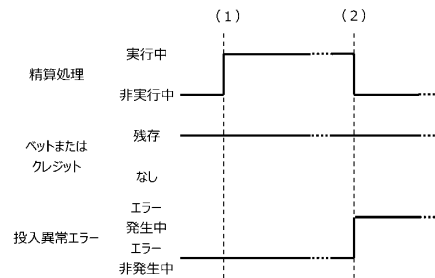 (1)
(2)
精算処理
実行中
非実行中
ベットまたは
クレジット
残存
なし
投入異常エラー
エラー
発生中
エラー
非発生中